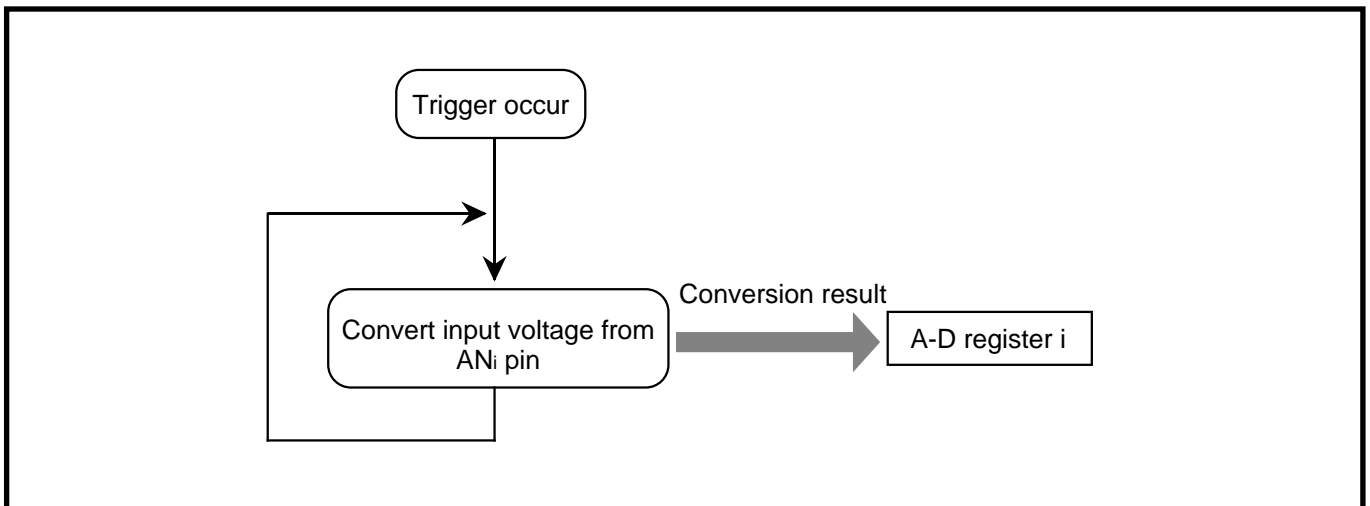 Trigger occur
Conversion result
Convert input voltage from
ANi pin
A-D register i